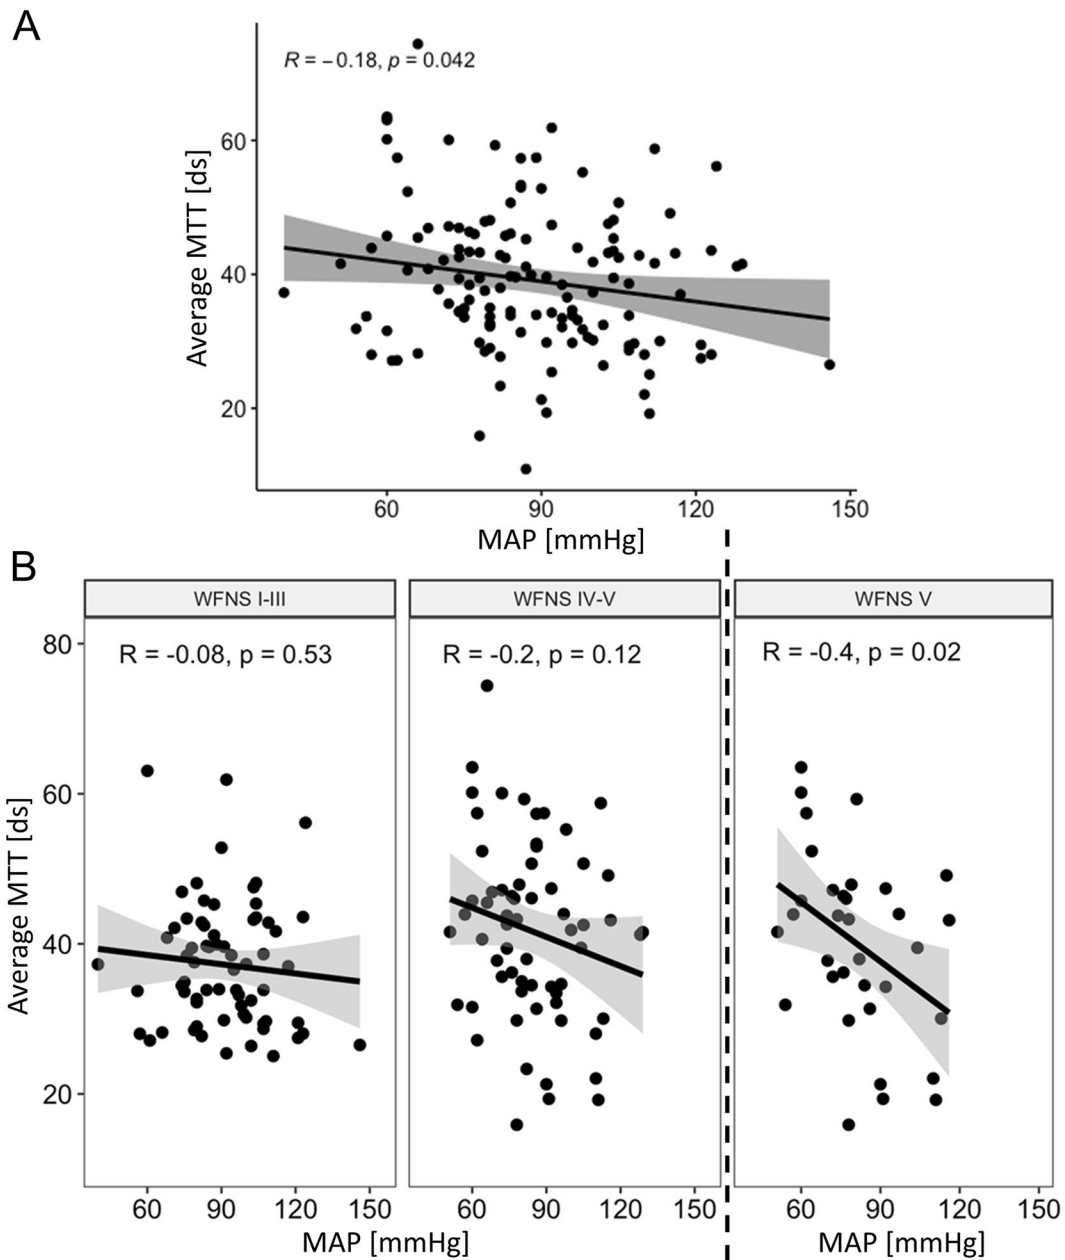 A
R = −0.18, p = 0.042
Average MTT [ds]
60
40
20
60 90 120 150
MAP [mmHg]
B
WFNS I-III WFNS IV-V WFNS V
R = -0.08, p = 0.53 R = -0.2, p = 0.12 R = -0.4, p = 0.02
Average MTT [ds]
80
60
40
20
60 90 120 150 60 90 120 150 60 90 120 150
MAP [mmHg] MAP [mmHg]